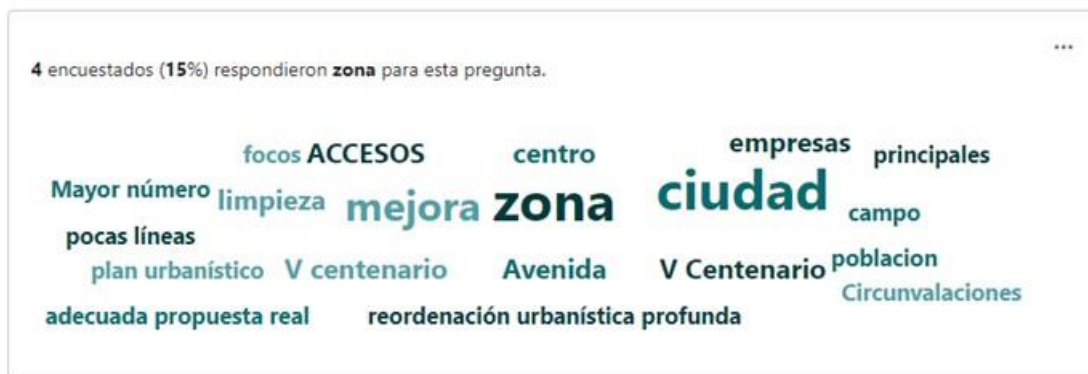 4 encuestados (15%) respondieron zona para esta pregunta.
focos ACCESOS centro empresas principales
Mayor número limpieza mejora zona ciudad campo
pocas líneas
plan urbanístico V centenario Avenida V Centenario poblacion
Circunvalaciones
adecuada propuesta real reordenación urbanística profunda